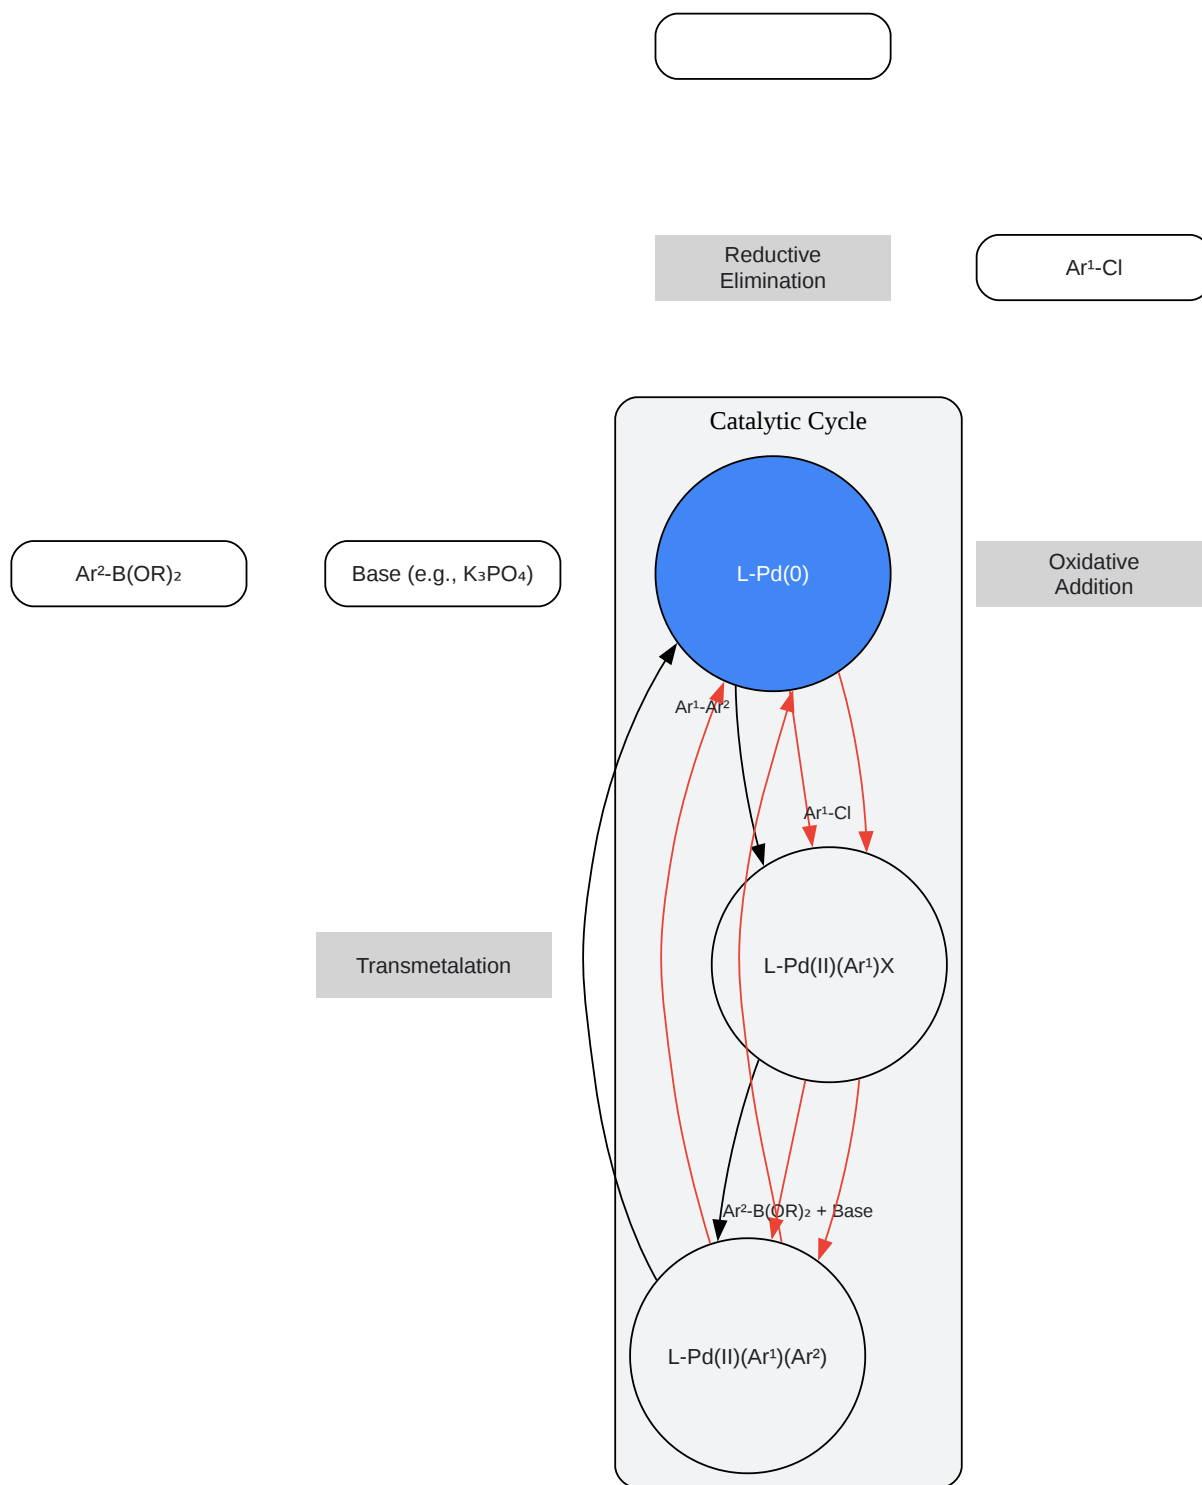 Reductive
Elimination
Ar¹-Cl
Catalytic Cycle
Ar²-B(OR)₂
Base (e.g., K₃PO₄)
L-Pd(0)
Oxidative
Addition
Ar¹-Ar²
Ar¹-Cl
Transmetalation
L-Pd(II)(Ar¹)X
Ar²-B(OR)₂ + Base
L-Pd(II)(Ar¹)(Ar²)